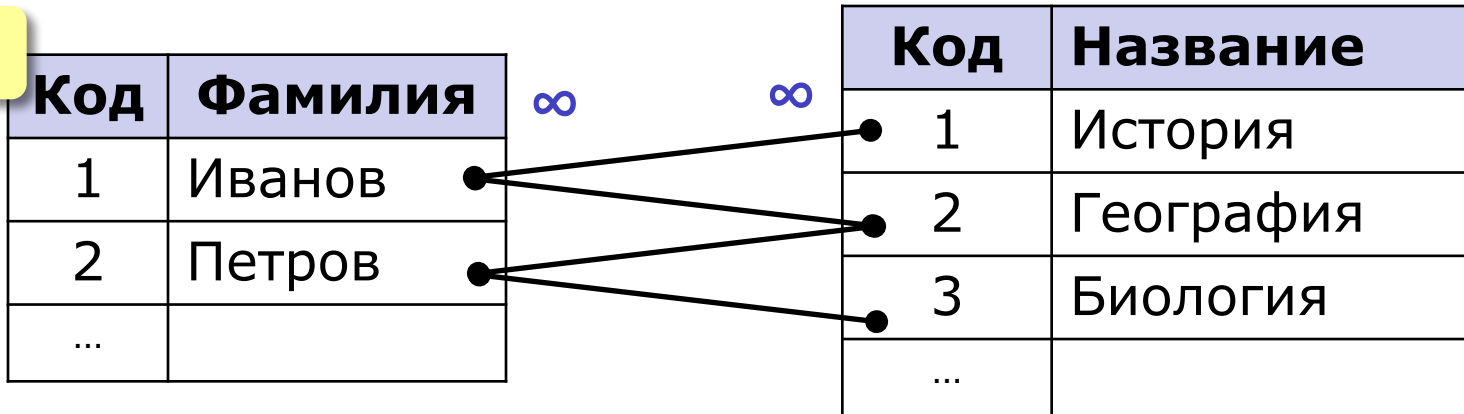 Код Фамилия
1 Иванов
2 Петров
...
∞ ∞
Код Название
1 История
2 География
3 Биология
...